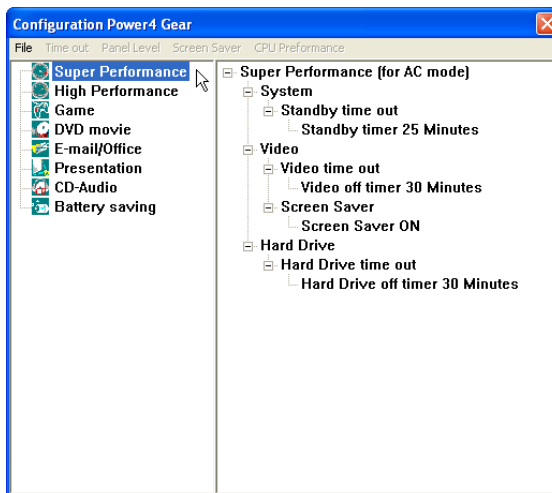 Configuration Power4 Gear
File Time out Panel Level Screen Saver CPU Preformance
Super Performance
High Performance
Game
DVD movie
E-mail/Office
Presentation
CD-Audio
Battery saving
Super Performance (for AC mode)
System
Standby time out
Standby timer 25 Minutes
Video
Video time out
Video off timer 30 Minutes
Screen Saver
Screen Saver ON
Hard Drive
Hard Drive time out
Hard Drive off timer 30 Minutes